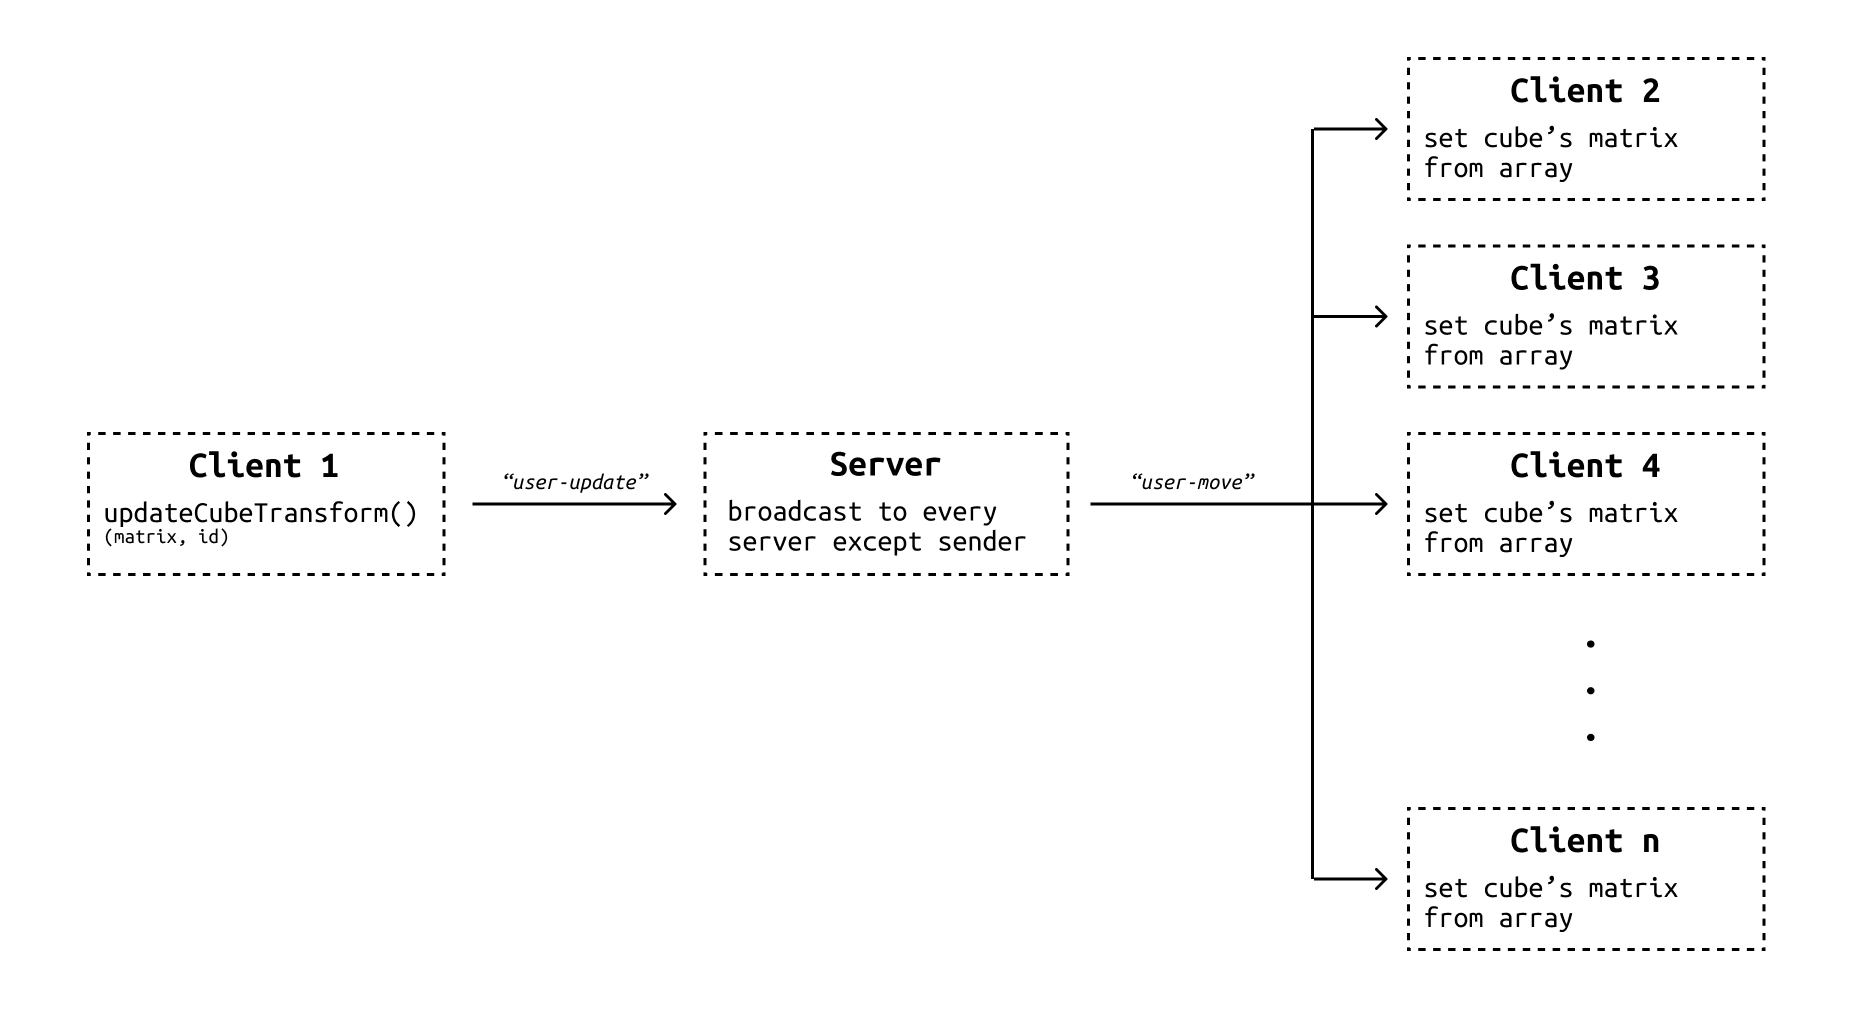 Client 1
updateCubeTransform()
(matrix, id)
“user-update”
Server
broadcast to every
server except sender
“user-move”
Client 2
set cube’s matrix
from array
Client 3
set cube’s matrix
from array
Client 4
set cube’s matrix
from array
Client n
set cube’s matrix
from array